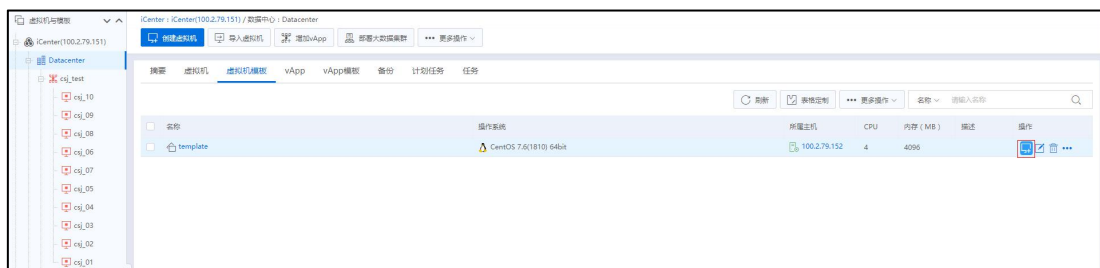 虚拟机与模板
iCenter(100.2.79.151)
Datacenter
csj_test
csj_10
csj_09
csj_08
csj_06
csj_07
csj_05
csj_04
csj_03
csj_02
csj_01
iCenter : iCenter(100.2.79.151) / 数据中心 : Datacenter
创建虚拟机 导入虚拟机 增加vApp 部署大数据集群 ••• 更多操作
摘要 虚拟机 虚拟机模板 vApp vApp模板 备份 计划任务 任务
刷新 表格定制 ••• 更多操作 名称 请输入名称
名称 操作系统 所属主机 CPU 内存 ( MB ) 描述 操作
template CentOS 7.6(1810) 64bit 100.2.79.152 4 4096